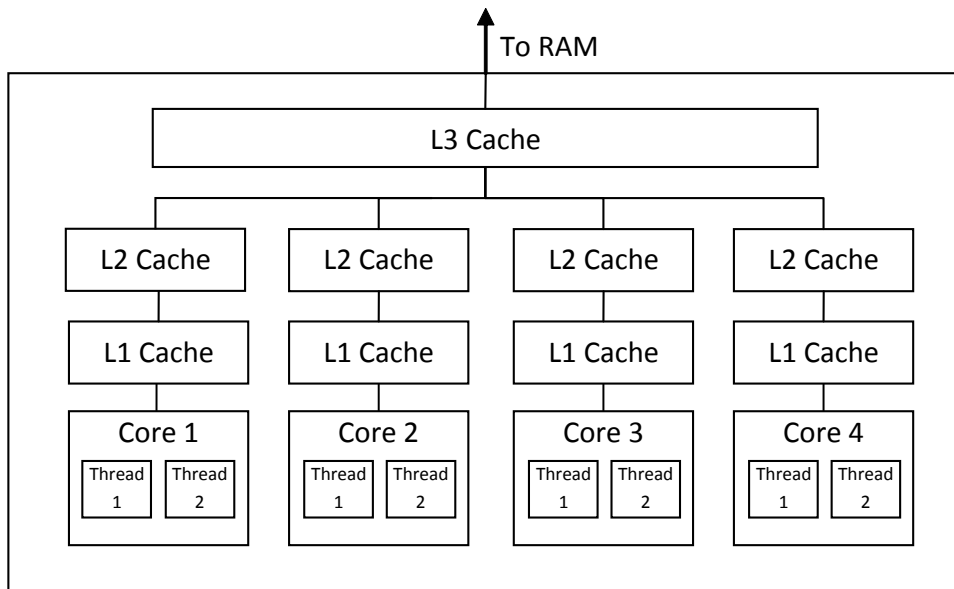 To RAM
L3 Cache
L2 Cache
L2 Cache
L2 Cache
L2 Cache
L1 Cache
L1 Cache
L1 Cache
L1 Cache
Core 1
Thread
1
Thread
2
Core 2
Thread
1
Thread
2
Core 3
Thread
1
Thread
2
Core 4
Thread
1
Thread
2